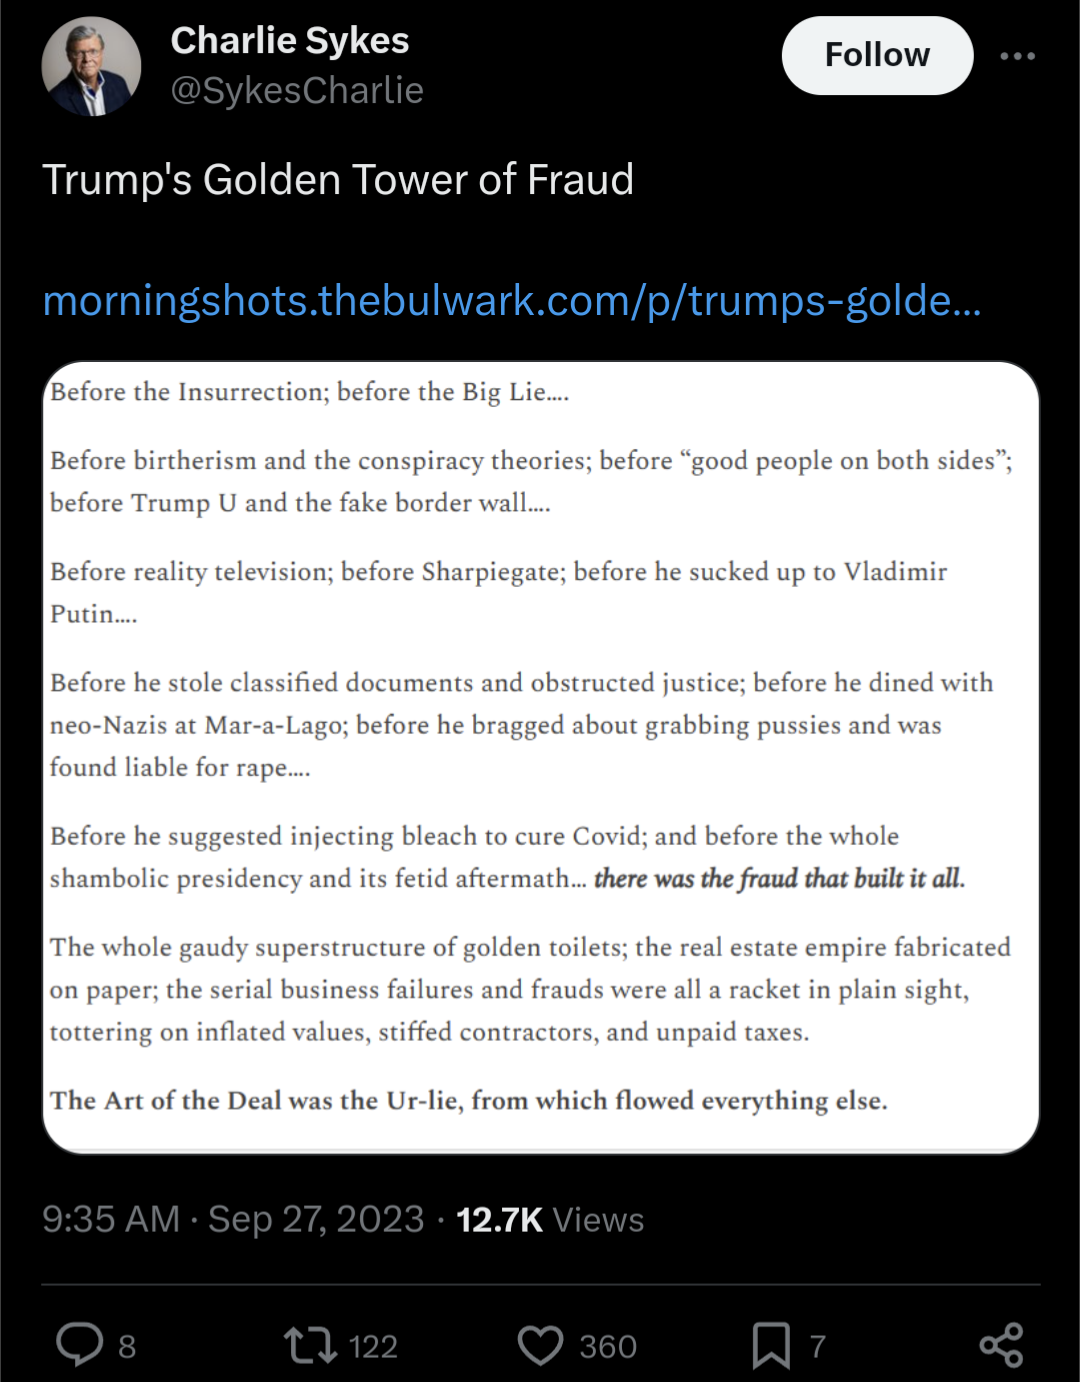 Charlie Sykes
@SykesCharlie
Follow
Trump's Golden Tower of Fraud
morningshots.thebulwark.com/p/trumps-golde...
Before the Insurrection; before the Big Lie....
Before birtherism and the conspiracy theories; before “good people on both sides”;
before Trump U and the fake border wall....
Before reality television; before Sharpiegate; before he sucked up to Vladimir
Putin....
Before he stole classified documents and obstructed justice; before he dined with
neo-Nazis at Mar-a-Lago; before he bragged about grabbing pussies and was
found liable for rape....
Before he suggested injecting bleach to cure Covid; and before the whole
shambolic presidency and its fetid aftermath... there was the fraud that built it all.
The whole gaudy superstructure of golden toilets; the real estate empire fabricated
on paper; the serial business failures and frauds were all a racket in plain sight,
tottering on inflated values, stiffed contractors, and unpaid taxes.
The Art of the Deal was the Ur-lie, from which flowed everything else.
9:35 AM · Sep 27, 2023 · 12.7K Views
8 122 360 7